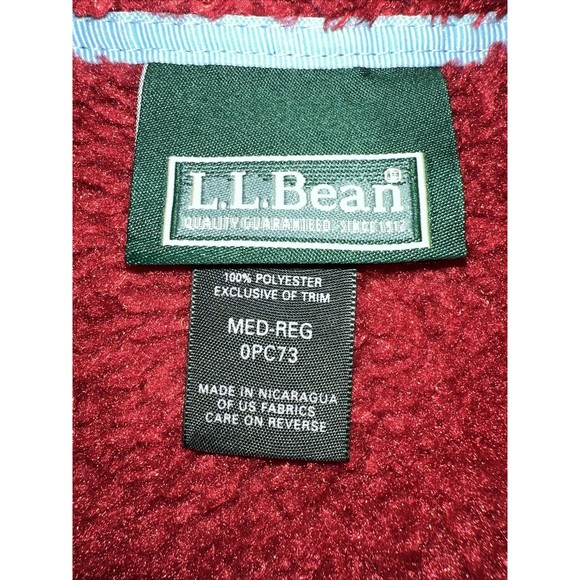 L.L.Bean
QUALITY GUARANTEED SINCE 1912
100% POLYESTER
EXCLUSIVE OF TRIM
MED-REG
0PC73
MADE IN NICARAGUA
OF US FABRICS
CARE ON REVERSE